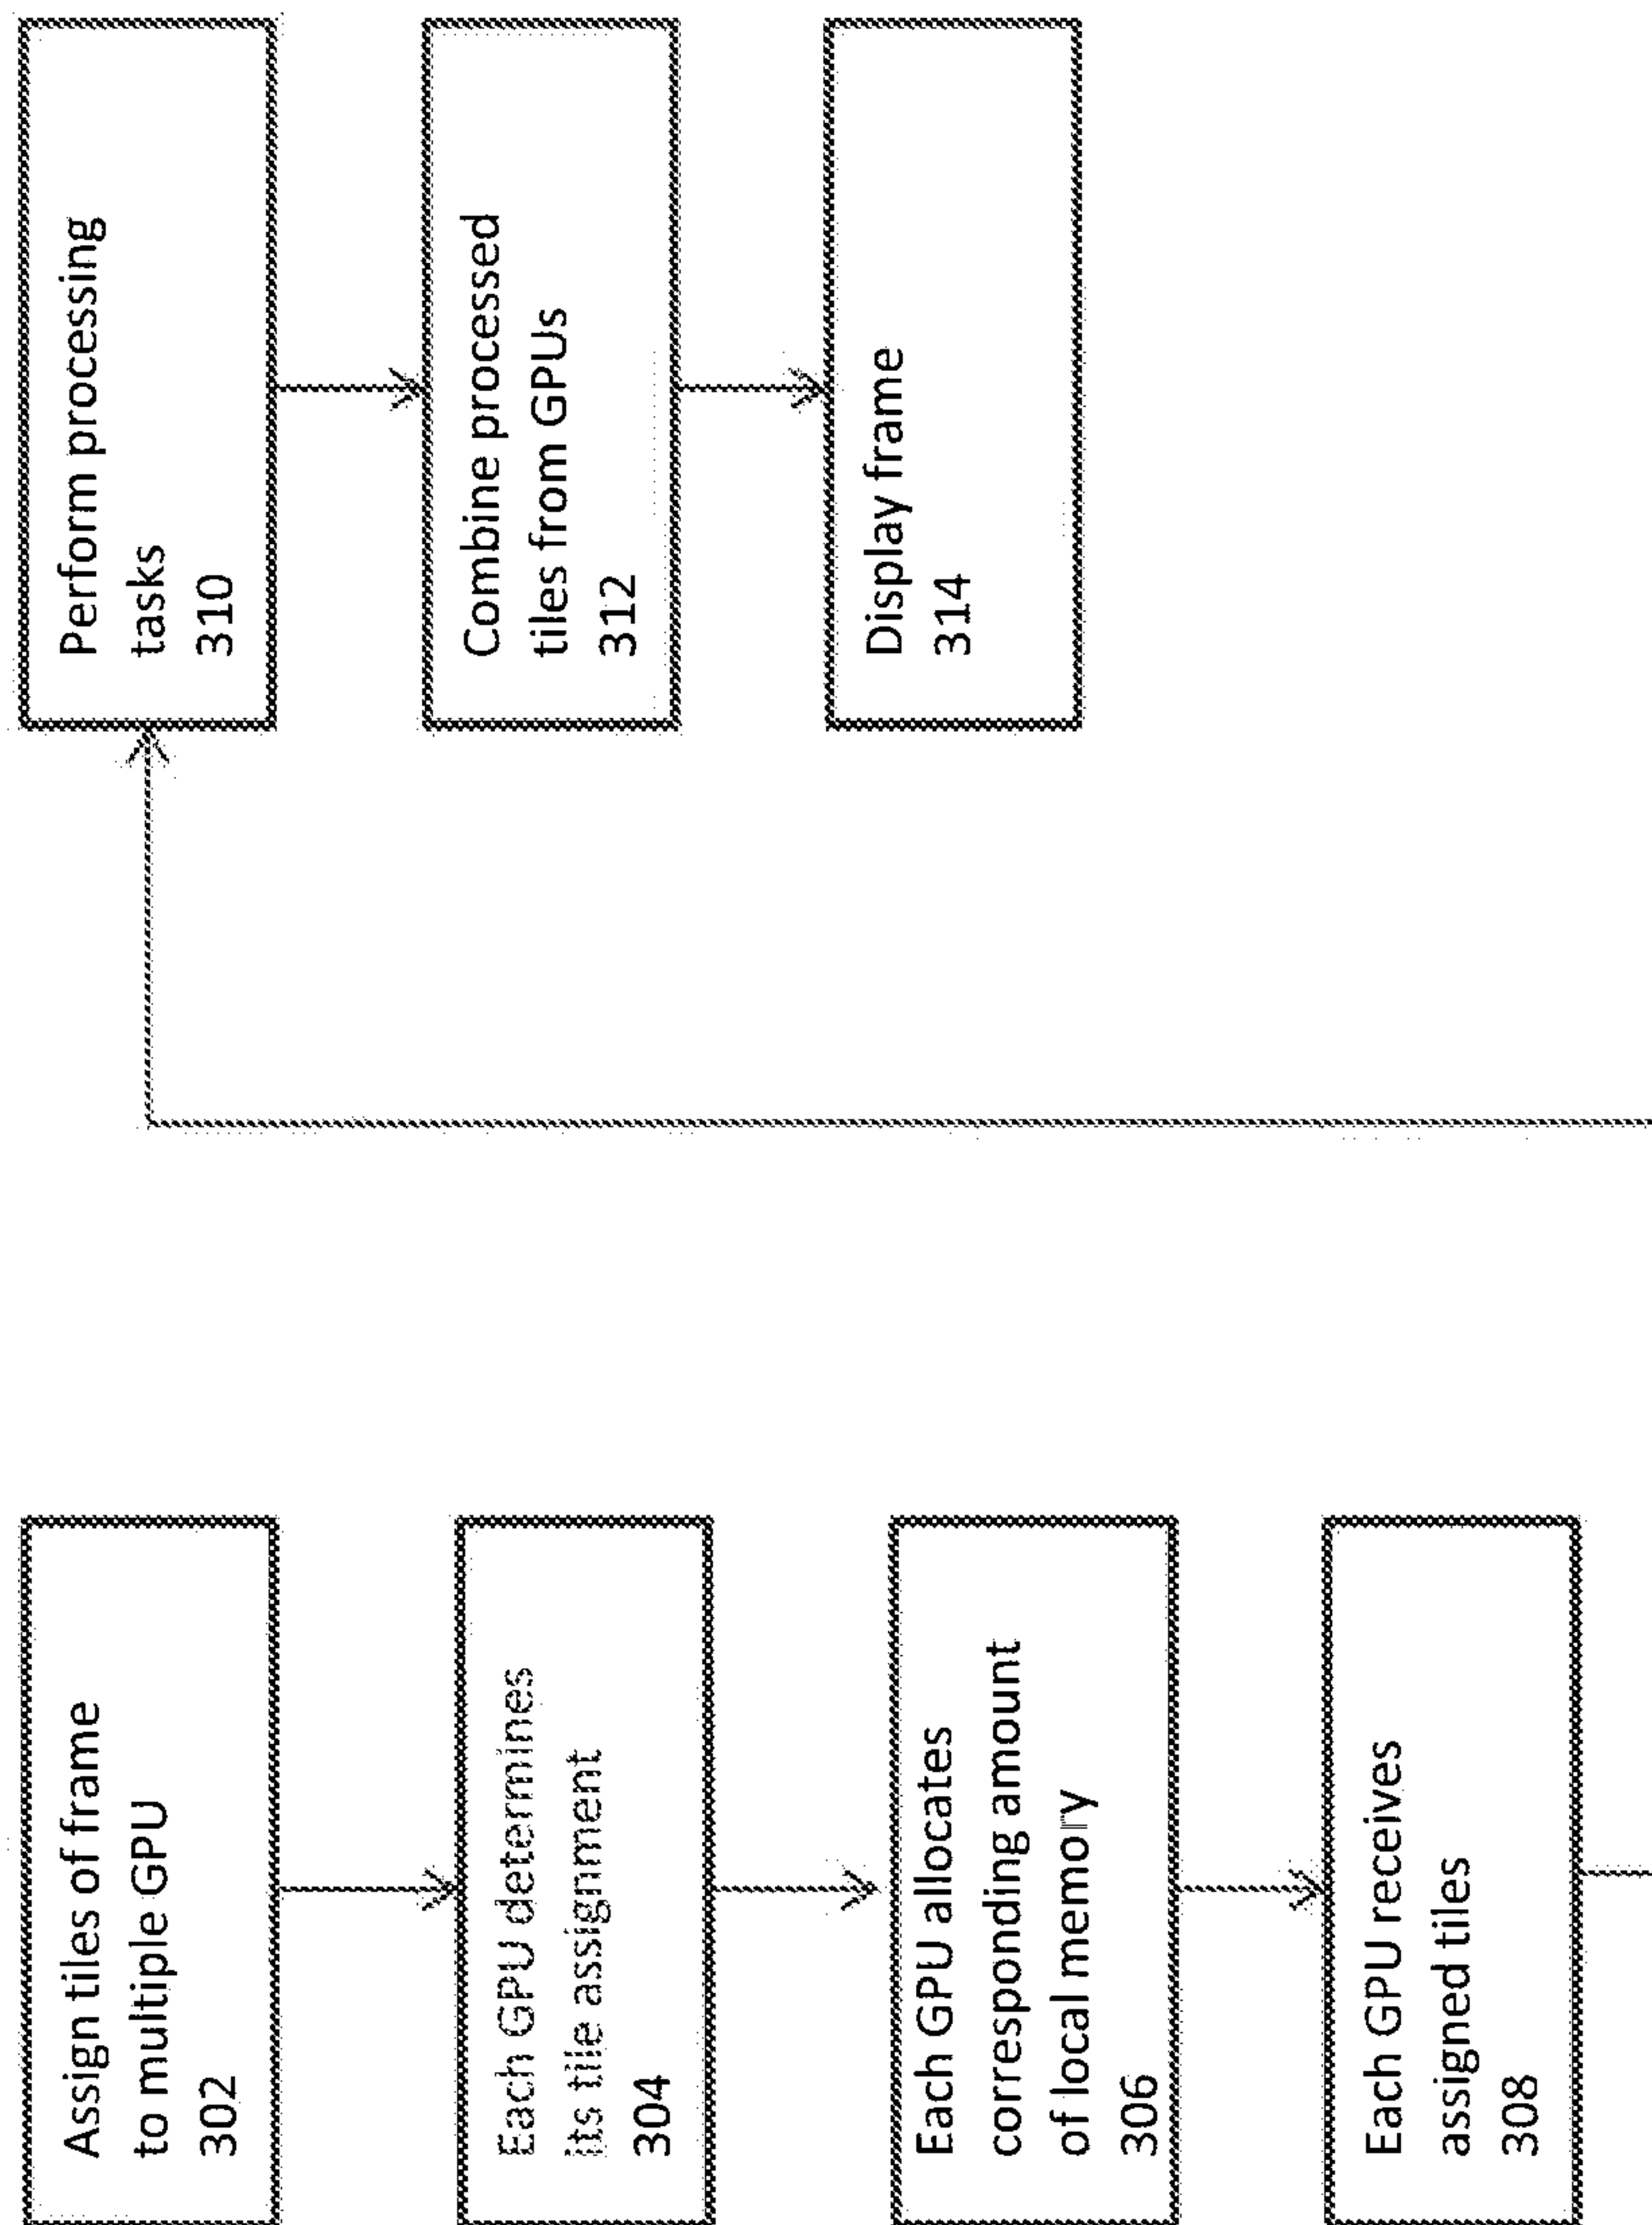 Assign tiles of frame
to multiple GPU
302
Each GPU determines
its tile assignment
304
Each GPU allocates
corresponding amount
of local memory
306
Each GPU receives
assigned tiles
308
Perform processing
tasks
310
Combine processed
tiles from GPUs
312
Display frame
314